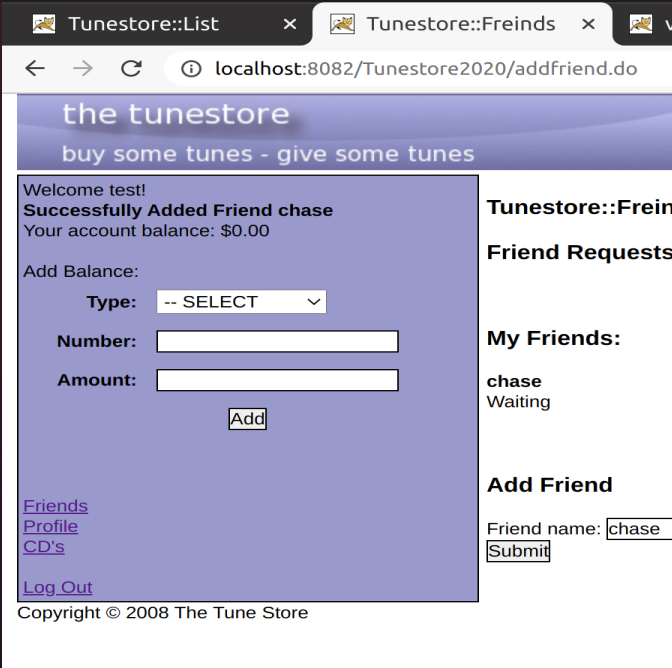 Tunestore::List
Tunestore::Freinds
localhost:8082/Tunestore2020/addfriend.do
the tunestore
buy some tunes - give some tunes
Welcome test!
Successfully Added Friend chase
Your account balance: $0.00
Add Balance:
Type: -- SELECT
Number:
Amount:
Add
Friends
Profile
CD's
Log Out
Copyright © 2008 The Tune Store
Tunestore::Frein
Friend Requests
My Friends:
chase
Waiting
Add Friend
Friend name: chase
Submit